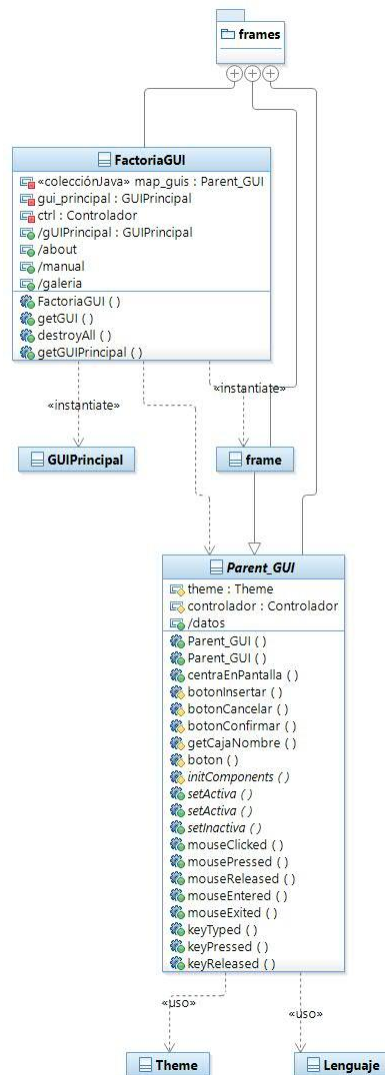 frames
FactoriaGUI
«colecciónJava» map_guis : Parent_GUI
gui_principal : GUIPrincipal
ctrl : Controlador
/gUIPrincipal : GUIPrincipal
/about
/manual
/galeria
FactoriaGUI ( )
getGUI ( )
destroyAll ( )
getGUIPrincipal ( )
«instantiate»
«instantiate»
GUIPrincipal
frame
Parent_GUI
theme : Theme
controlador : Controlador
/datos
Parent_GUI ( )
Parent_GUI ( )
centraEnPantalla ( )
botonInsertar ( )
botonCancelar ( )
botonConfirmar ( )
getCajaNombre ( )
boton ( )
initComponents ( )
setActiva ( )
setActiva ( )
setInactiva ( )
mouseClicked ( )
mousePressed ( )
mouseReleased ( )
mouseEntered ( )
mouseExited ( )
keyTyped ( )
keyPressed ( )
keyReleased ( )
«uso»
«uso»
Theme
Lenguaje